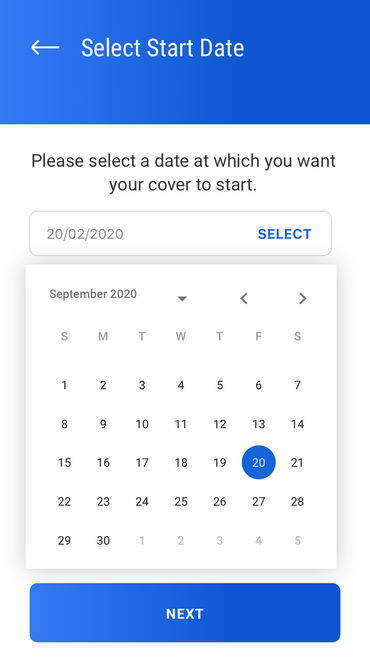 Select Start Date
Please select a date at which you want
your cover to start.
20/02/2020 SELECT
September 2020
S M T W T F S
1 2 3 4 5 6 7
8 9 10 11 12 13 14
15 16 17 18 19 20 21
22 23 24 25 26 27 28
29 30 1 2 3 4 5
NEXT